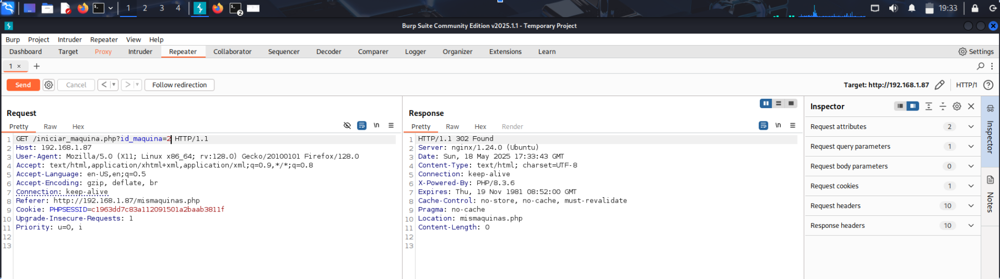 1 2 3 4 2 19:33
Burp Suite Community Edition v2025.1.1 - Temporary Project
Burp Project Intruder Repeater View Help
Dashboard Target Proxy Intruder Repeater Collaborator Sequencer Decoder Comparer Logger Organizer Extensions Learn Settings
1 × +
Send Cancel < > Follow redirection Target: http://192.168.1.87 HTTP/1 ?
Request
Pretty Raw Hex \n
1 GET /iniciar_maquina.php?id_maquina=2 HTTP/1.1
2 Host: 192.168.1.87
3 User-Agent: Mozilla/5.0 (X11; Linux x86_64; rv:128.0) Gecko/20100101 Firefox/128.0
4 Accept: text/html,application/xhtml+xml,application/xml;q=0.9,*/*;q=0.8
5 Accept-Language: en-US,en;q=0.5
6 Accept-Encoding: gzip, deflate, br
7 Connection: keep-alive
8 Referer: http://192.168.1.87/mismaquinas.php
9 Cookie: PHPSESSID=c1963dd7c83a112091501a2baab3811f
10 Upgrade-Insecure-Requests: 1
11 Priority: u=0, i
12
13
Response
Pretty Raw Hex Render \n
1 HTTP/1.1 302 Found
2 Server: nginx/1.24.0 (Ubuntu)
3 Date: Sun, 18 May 2025 17:33:43 GMT
4 Content-Type: text/html; charset=UTF-8
5 Connection: keep-alive
6 X-Powered-By: PHP/8.3.6
7 Expires: Thu, 19 Nov 1981 08:52:00 GMT
8 Cache-Control: no-store, no-cache, must-revalidate
9 Pragma: no-cache
10 Location: mismaquinas.php
11 Content-Length: 0
12
13
Inspector
Request attributes 2
Request query parameters 1
Request body parameters 0
Request cookies 1
Request headers 10
Response headers 10
Inspector
Notes